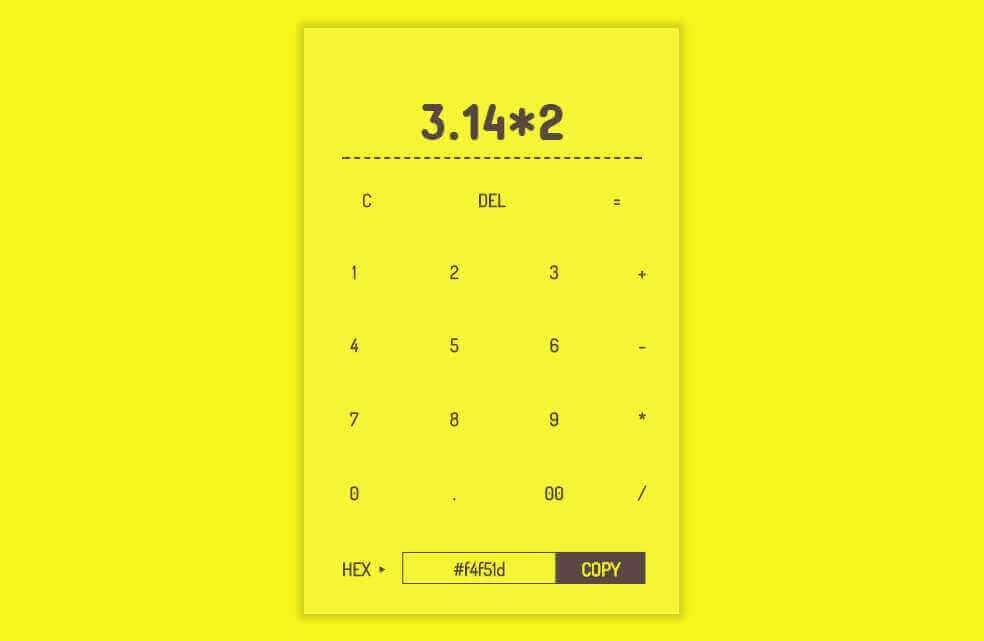 3.14*2
C DEL =
1 2 3 +
4 5 6 -
7 8 9 *
0 . 00 /
HEX ▸ #f4f51d COPY